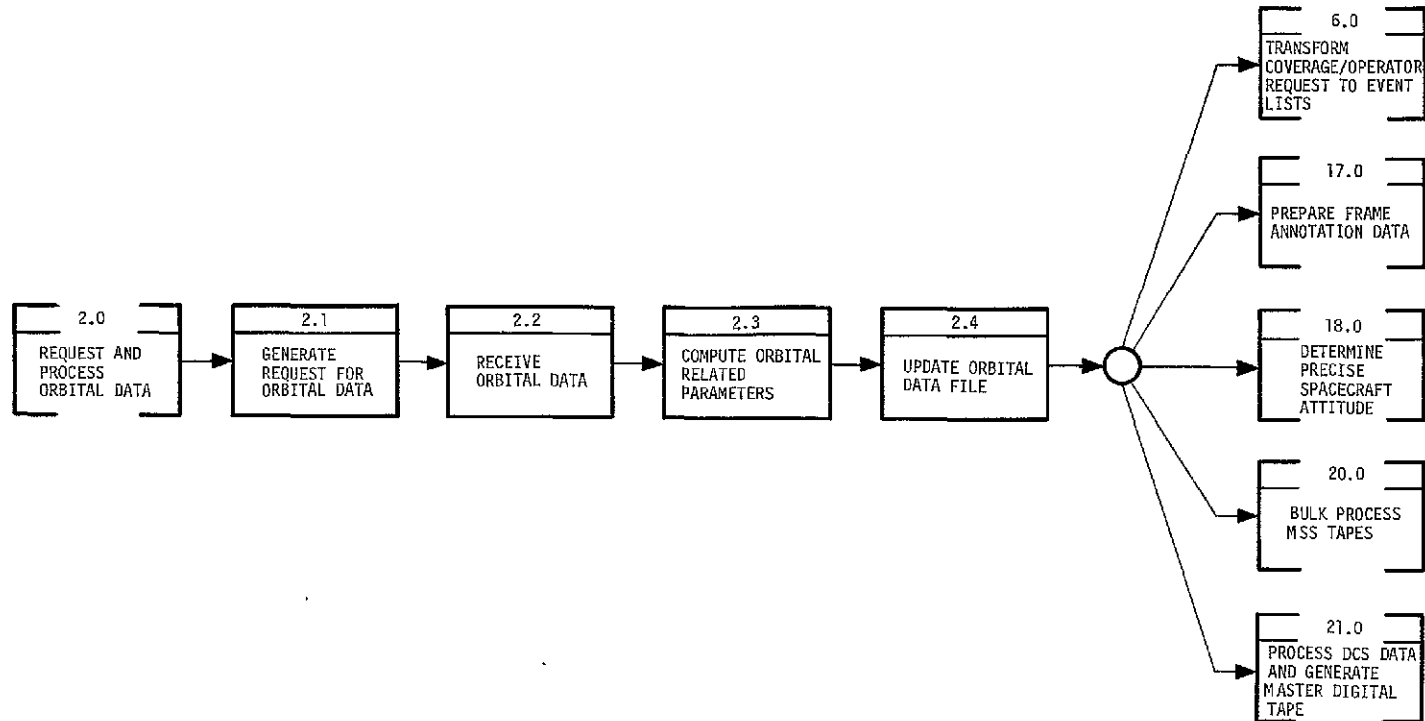 6.0
TRANSFORM
COVERAGE/OPERATOR
REQUEST TO EVENT
LISTS
17.0
PREPARE FRAME
ANNOTATION DATA
2.0
REQUEST AND
PROCESS
ORBITAL DATA
2.1
GENERATE
REQUEST FOR
ORBITAL DATA
2.2
RECEIVE
ORBITAL DATA
2.3
COMPUTE ORBITAL
RELATED
PARAMETERS
2.4
UPDATE ORBITAL
DATA FILE
18.0
DETERMINE
PRECISE
SPACECRAFT
ATTITUDE
20.0
BULK PROCESS
MSS TAPES
21.0
PROCESS DCS DATA
AND GENERATE
MASTER DIGITAL
TAPE